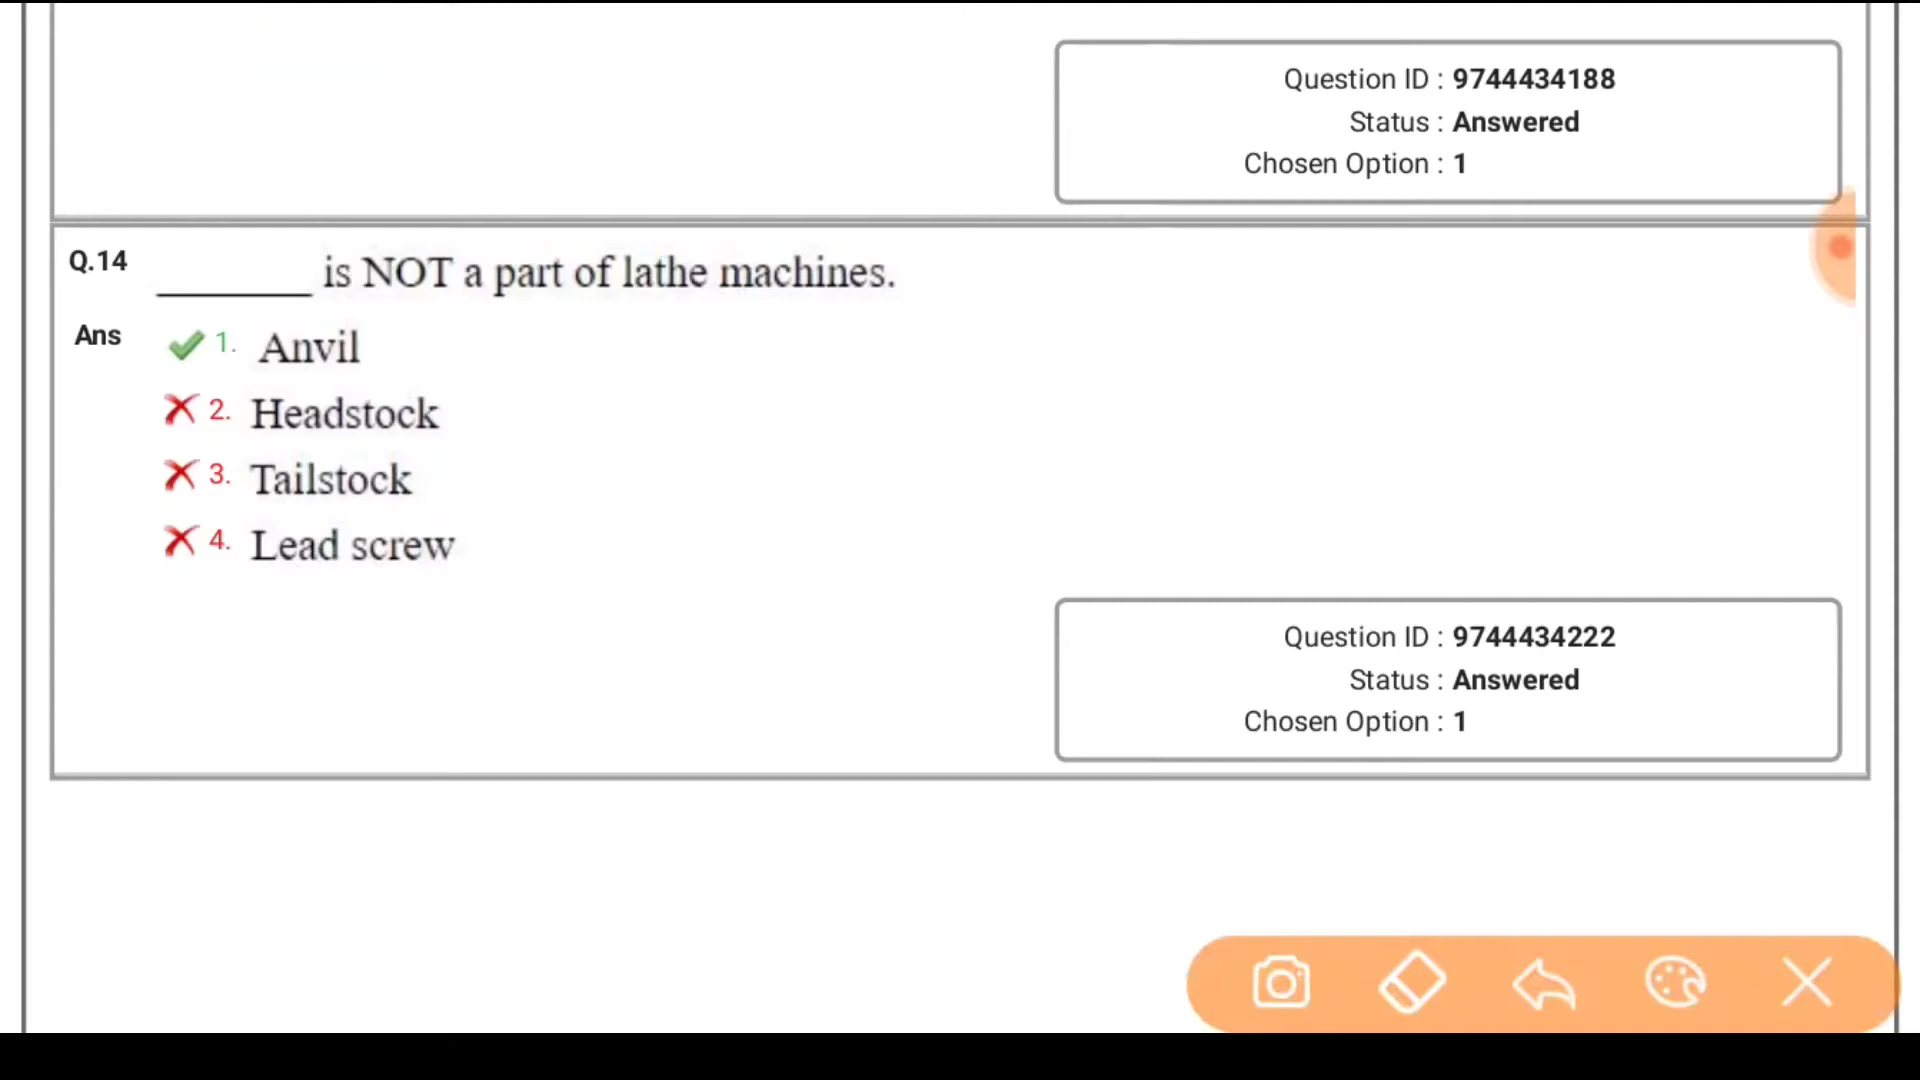 Question ID : 9744434188
Status : Answered
Chosen Option : 1
Q.14 ________ is NOT a part of lathe machines.
Ans 1. Anvil
2. Headstock
3. Tailstock
4. Lead screw
Question ID : 9744434222
Status : Answered
Chosen Option : 1